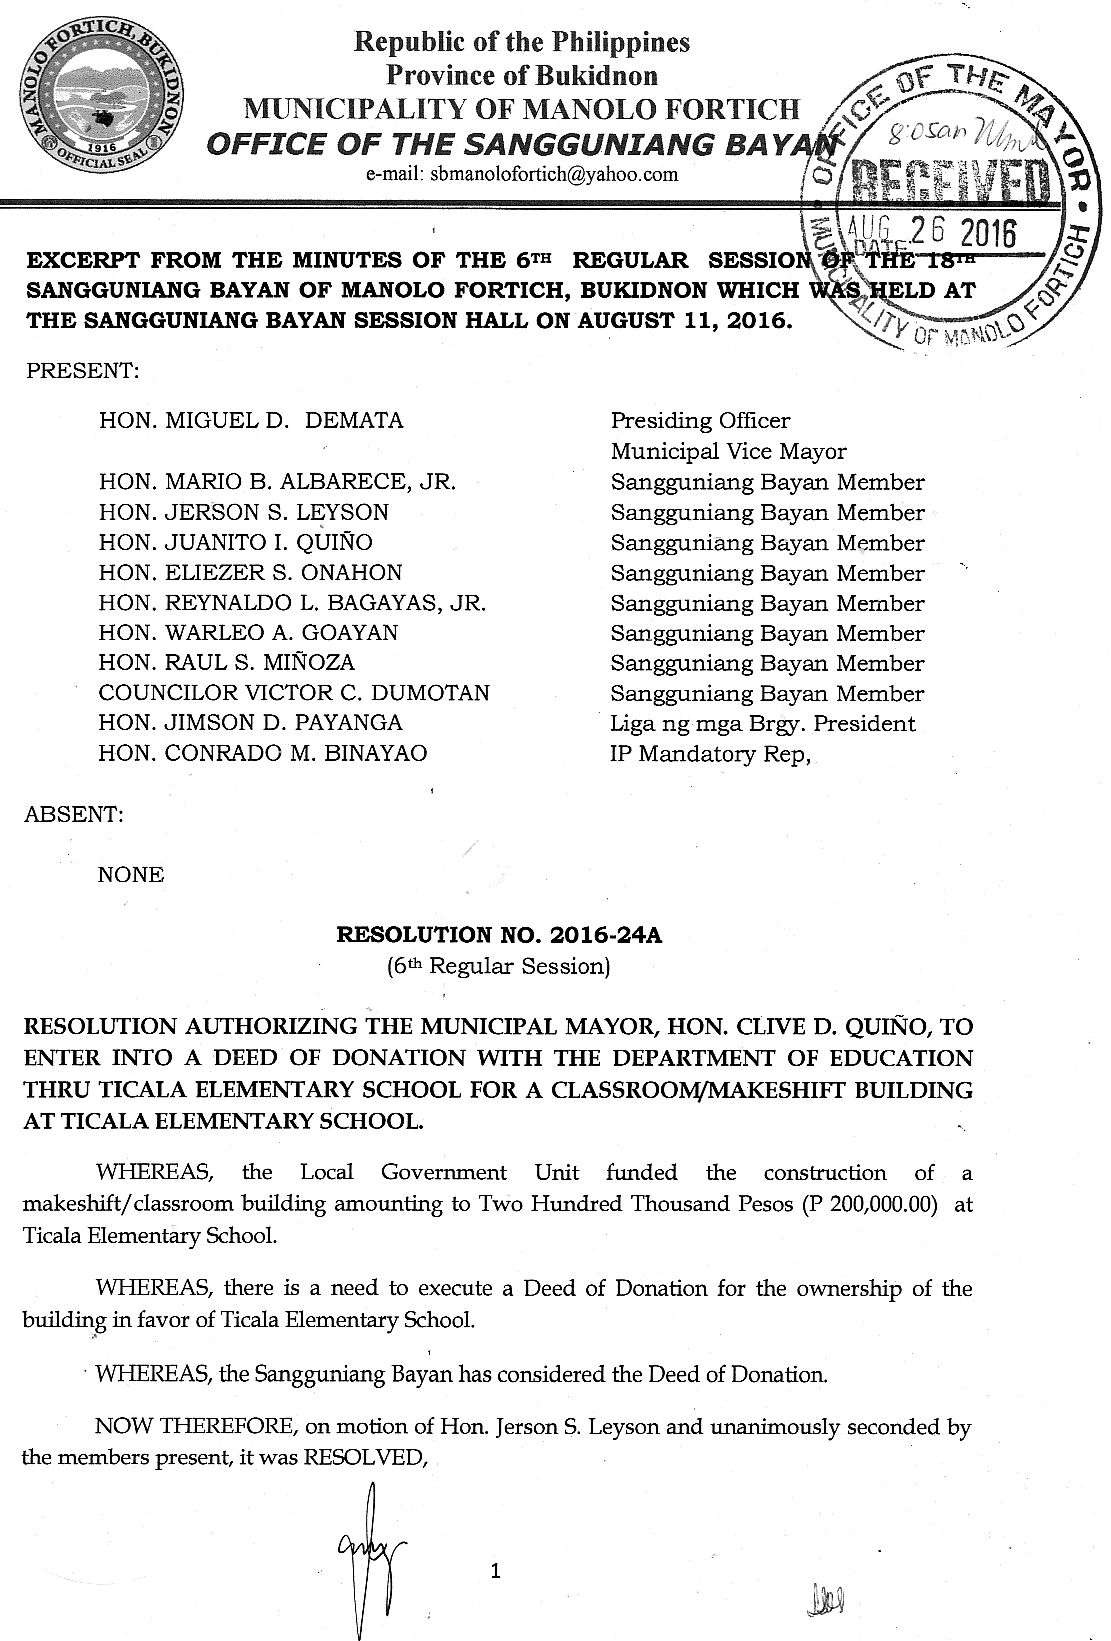 MANOLO FORTICH, BUKIDNON
1916
OFFICIAL SEAL
Republic of the Philippines
Province of Bukidnon
MUNICIPALITY OF MANOLO FORTICH
OFFICE OF THE SANGGUNIANG BAYAN
e-mail: sbmanolofortich@yahoo.com
OFFICE OF THE MAYOR
8:05am
RECEIVED
AUG 26 2016
DATE
MUNICIPALITY OF MANOLO FORTICH
EXCERPT FROM THE MINUTES OF THE 6TH REGULAR SESSION OF THE 18TH
SANGGUNIANG BAYAN OF MANOLO FORTICH, BUKIDNON WHICH WAS HELD AT
THE SANGGUNIANG BAYAN SESSION HALL ON AUGUST 11, 2016.
PRESENT:
HON. MIGUEL D. DEMATA Presiding Officer
Municipal Vice Mayor
HON. MARIO B. ALBARECE, JR. Sangguniang Bayan Member
HON. JERSON S. LEYSON Sangguniang Bayan Member
HON. JUANITO I. QUIÑO Sangguniang Bayan Member
HON. ELIEZER S. ONAHON Sangguniang Bayan Member
HON. REYNALDO L. BAGAYAS, JR. Sangguniang Bayan Member
HON. WARLEO A. GOAYAN Sangguniang Bayan Member
HON. RAUL S. MIÑOZA Sangguniang Bayan Member
COUNCILOR VICTOR C. DUMOTAN Sangguniang Bayan Member
HON. JIMSON D. PAYANGA Liga ng mga Brgy. President
HON. CONRADO M. BINAYAO IP Mandatory Rep,
ABSENT:
NONE
RESOLUTION NO. 2016-24A
(6th Regular Session)
RESOLUTION AUTHORIZING THE MUNICIPAL MAYOR, HON. CLIVE D. QUIÑO, TO
ENTER INTO A DEED OF DONATION WITH THE DEPARTMENT OF EDUCATION
THRU TICALA ELEMENTARY SCHOOL FOR A CLASSROOM/MAKESHIFT BUILDING
AT TICALA ELEMENTARY SCHOOL.
WHEREAS, the Local Government Unit funded the construction of a
makeshift/classroom building amounting to Two Hundred Thousand Pesos (P 200,000.00) at
Ticala Elementary School.
WHEREAS, there is a need to execute a Deed of Donation for the ownership of the
building in favor of Ticala Elementary School.
WHEREAS, the Sangguniang Bayan has considered the Deed of Donation.
NOW THEREFORE, on motion of Hon. Jerson S. Leyson and unanimously seconded by
the members present, it was RESOLVED,
1